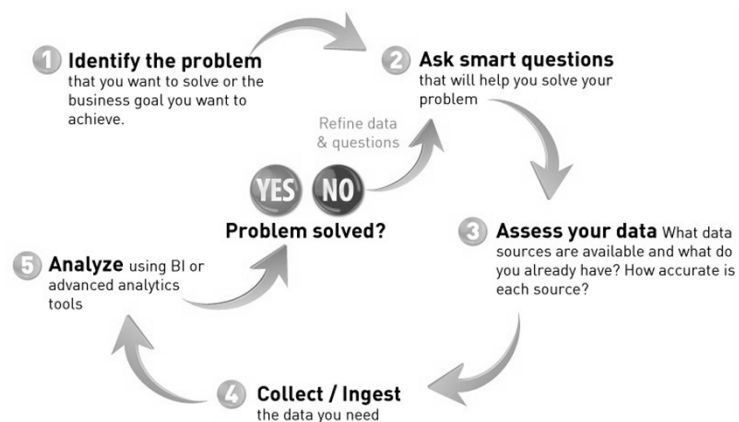 1 Identify the problem
that you want to solve or the
business goal you want to
achieve.
2 Ask smart questions
that will help you solve your
problem
Refine data
& questions
YES NO
Problem solved?
3 Assess your data What data
sources are available and what do
you already have? How accurate is
each source?
5 Analyze using BI or
advanced analytics
tools
4 Collect / Ingest
the data you need